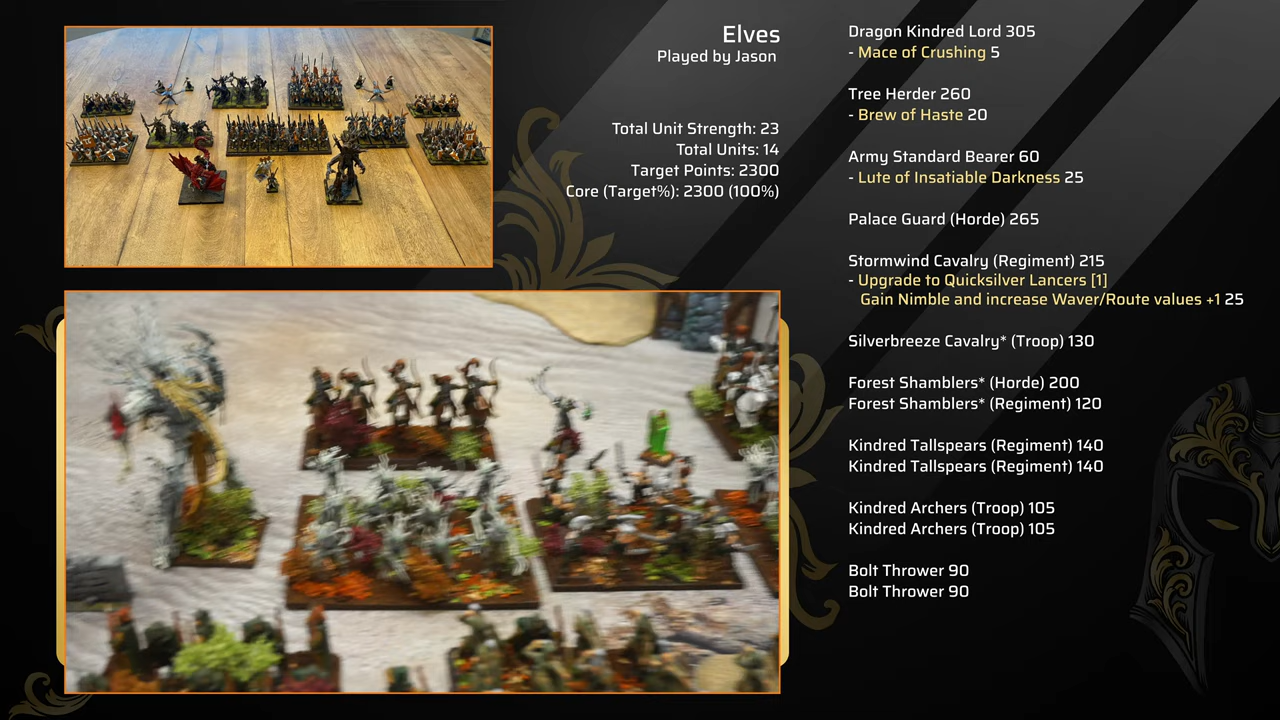 Elves
Played by Jason
Total Unit Strength: 23
Total Units: 14
Target Points: 2300
Core (Target%): 2300 (100%)
Dragon Kindred Lord 305
- Mace of Crushing 5
Tree Herder 260
- Brew of Haste 20
Army Standard Bearer 60
- Lute of Insatiable Darkness 25
Palace Guard (Horde) 265
Stormwind Cavalry (Regiment) 215
- Upgrade to Quicksilver Lancers [1]
Gain Nimble and increase Waver/Route values +1 25
Silverbreeze Cavalry* (Troop) 130
Forest Shamblers* (Horde) 200
Forest Shamblers* (Regiment) 120
Kindred Tallspears (Regiment) 140
Kindred Tallspears (Regiment) 140
Kindred Archers (Troop) 105
Kindred Archers (Troop) 105
Bolt Thrower 90
Bolt Thrower 90